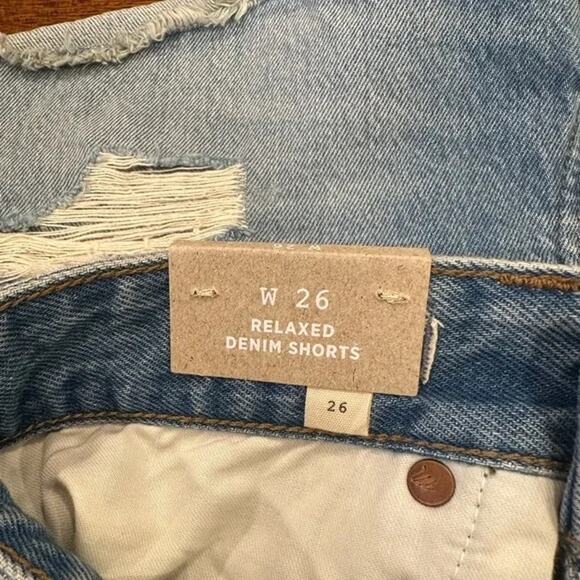 W 26
RELAXED
DENIM SHORTS
26